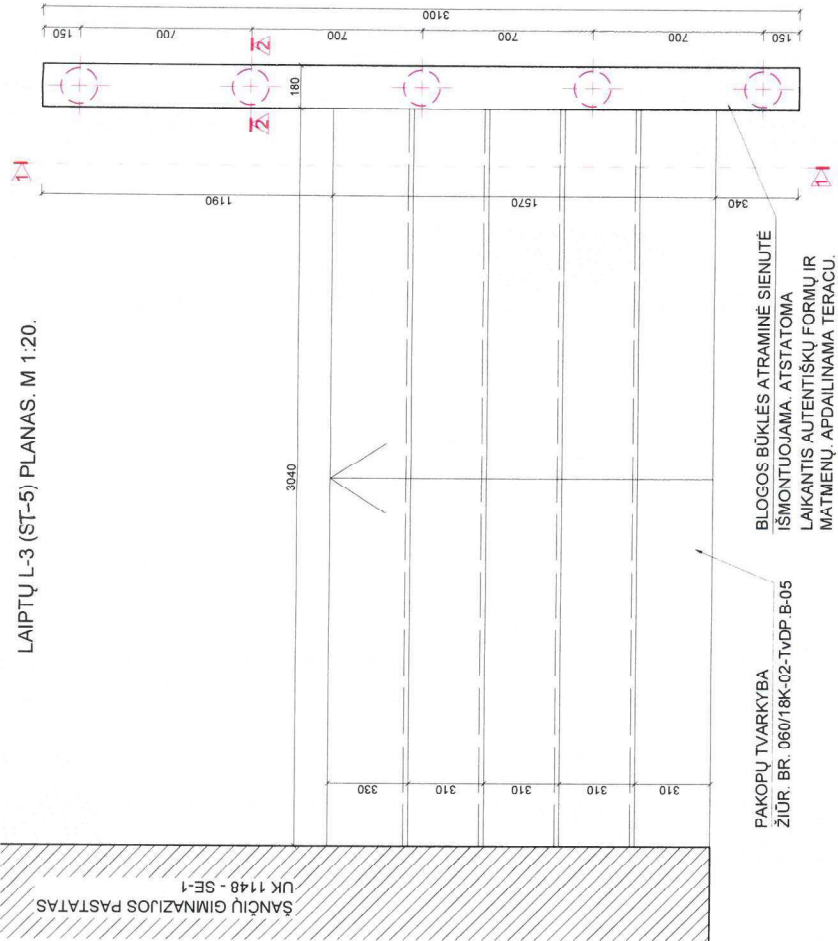 LAIPTŲ L-3 (ST-5) PLANAS. M 1:20.
3100
150
700
700
700
700
150
2
2
180
1
1
1190
1570
340
3040
330
310
310
310
310
ŠANČIŲ GIMNAZIJOS PASTATAS
UK 1148 - SE-1
PAKOPŲ TVARKYBA
ŽIŪR. BR. 060/18K-02-TvDP.B-05
BLOGOS BŪKLĖS ATRAMINĖ SIENUTĖ
IŠMONTUOJAMA. ATSTATOMA
LAIKANTIS AUTENTIŠKŲ FORMŲ IR
MATMENŲ. APDAILINAMA TERACU.